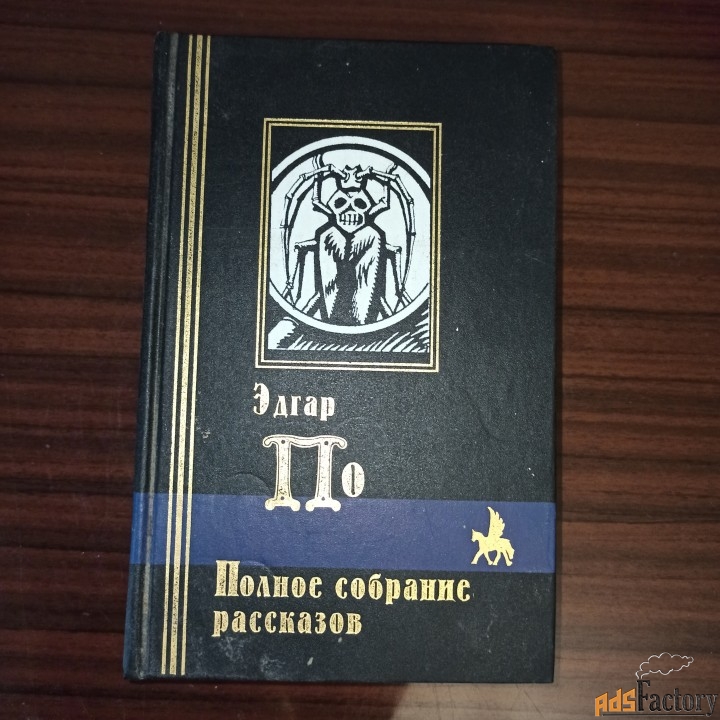 Эдгар
По
Полное собрание
рассказов
AdsFactory